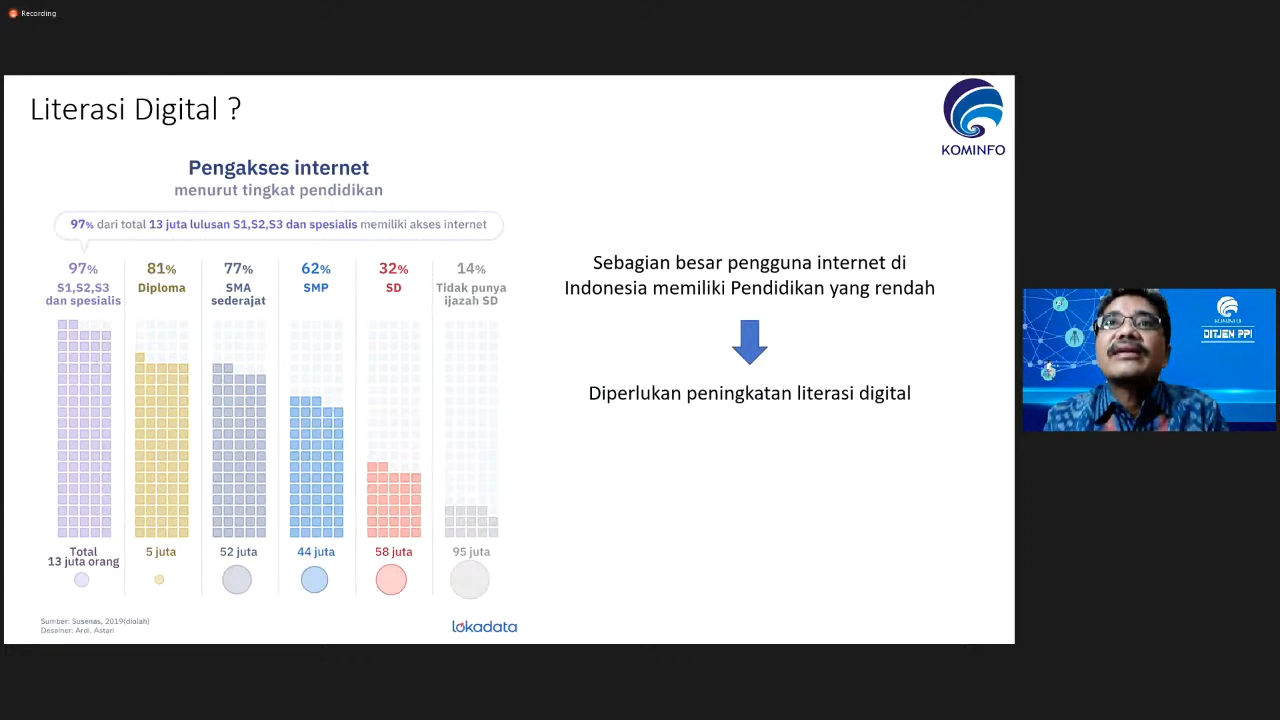 Recording
Literasi Digital ?
KOMINFO
Pengakses internet
menurut tingkat pendidikan
97% dari total 13 juta lulusan S1,S2,S3 dan spesialis memiliki akses internet
97%
S1,S2,S3
dan spesialis
81%
Diploma
77%
SMA
sederajat
62%
SMP
32%
SD
14%
Tidak punya
ijazah SD
Total
13 juta orang
5 juta
52 juta
44 juta
58 juta
95 juta
Sumber: Susenas, 2019(diolah)
Desainer: Ardi. Astari
lokadata
Sebagian besar pengguna internet di
Indonesia memiliki Pendidikan yang rendah
Diperlukan peningkatan literasi digital
DITJEN PPI